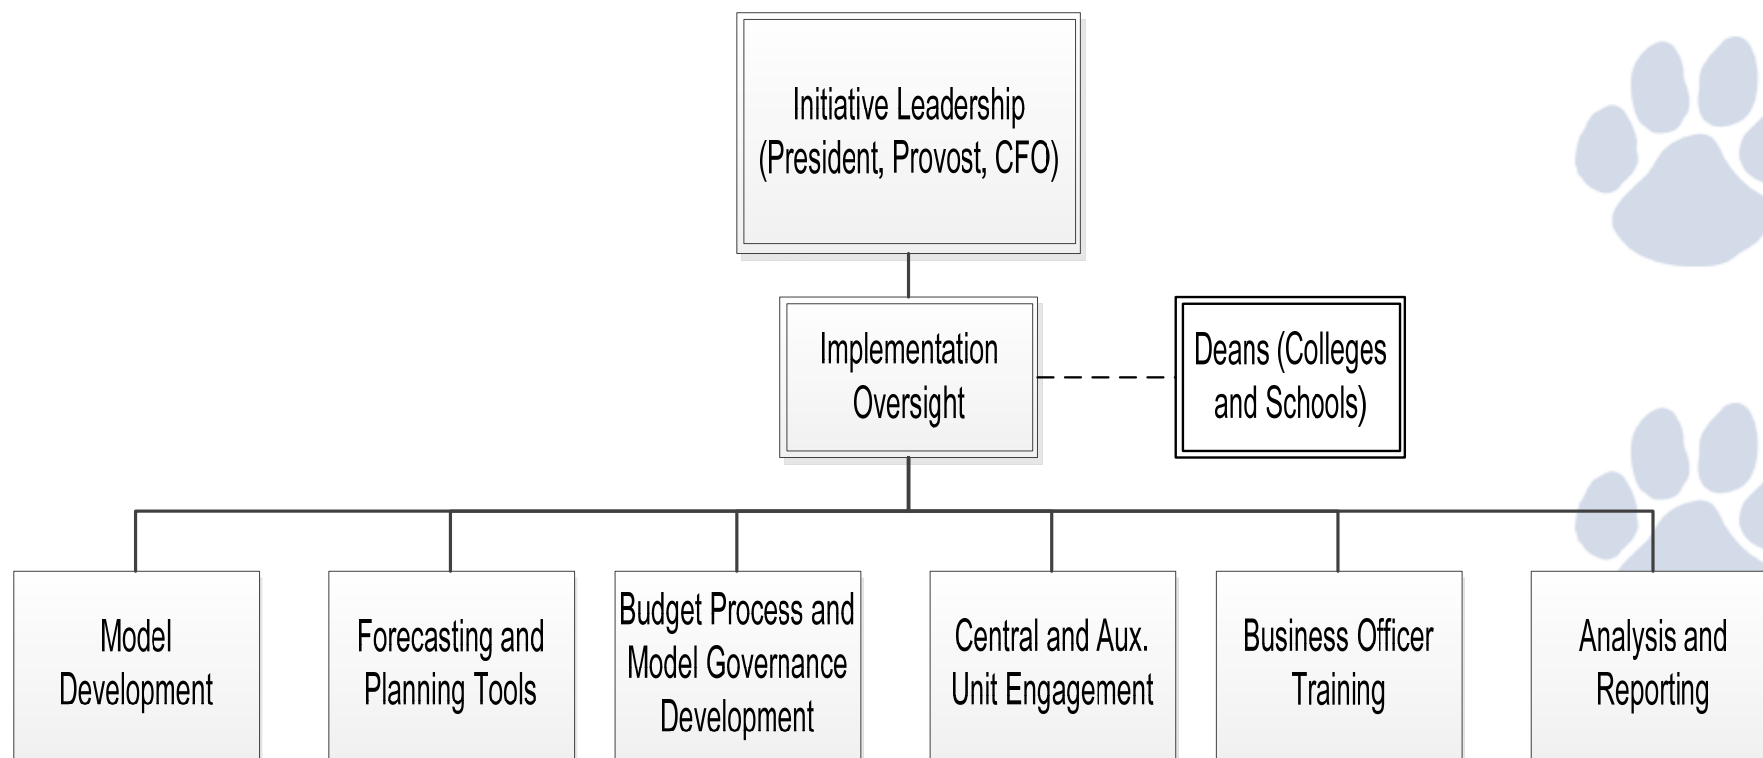 Initiative Leadership
(President, Provost, CFO)
Implementation
Oversight
Deans (Colleges
and Schools)
Model
Development
Forecasting and
Planning Tools
Budget Process and
Model Governance
Development
Central and Aux.
Unit Engagement
Business Officer
Training
Analysis and
Reporting